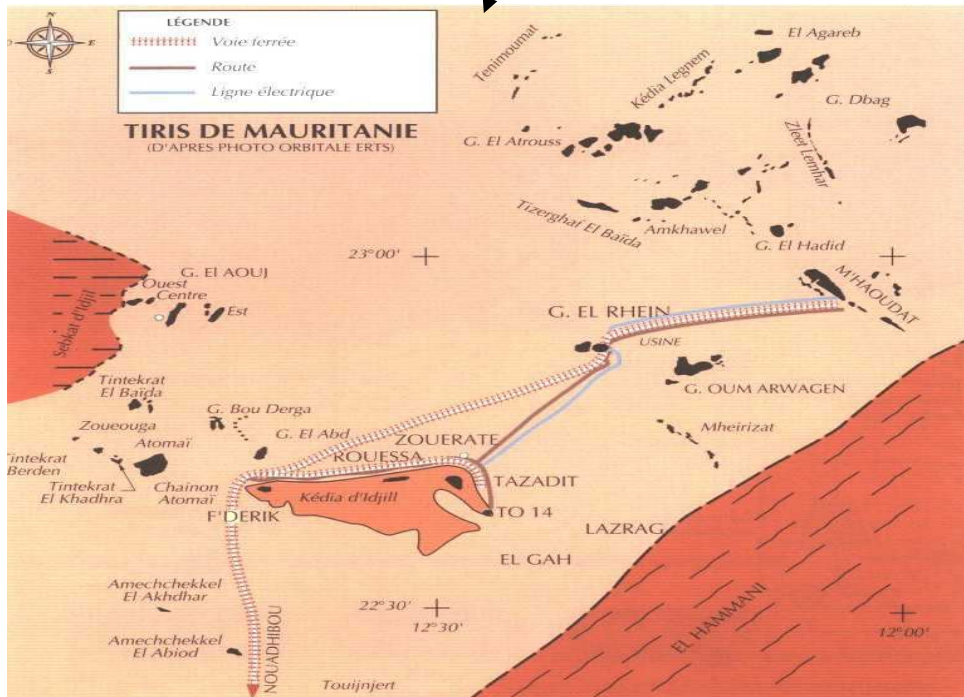 N
E
S
LÉGENDE
Voie ferrée
Route
Ligne électrique
TIRIS DE MAURITANIE
(D'APRES PHOTO ORBITALE ERTS)
Tenimoumat
El Agareb
Kédia Legnem
G. Dbag
G. El Atrouss
Zleet Lemhar
Tizerghaf El Baïda
Amkhawel
G. El Hadid
23°00'
G. El AOUJ
Ouest
Centre
Est
Sebkat d'Idjil
M'HAOUDAT
G. EL RHEIN
USINE
G. OUM ARWAGEN
Tintekrat
El Baïda
G. Bou Derga
Mheirizat
Zoueouga
Atomaï
G. El Abd
ZOUERATE
ROUESSA
Tintekrat
Berden
Tintekrat
El Khadhra
Chainon
Atomaï
Kédia d'Idjill
TAZADIT
F'DERIK
TO 14
LAZRAG
EL GAH
Amechchekkel
El Akhdhar
22°30'
12°30'
12°00'
EL HAMMANI
Amechchekkel
El Abiod
NOUADHIBOU
Touijnjert